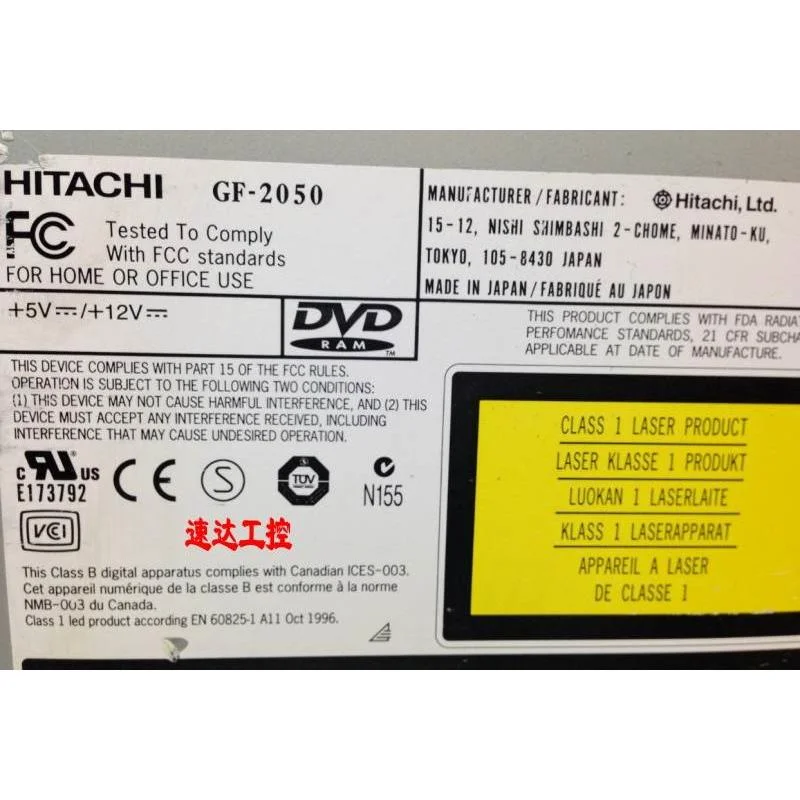 HITACHI GF-2050
FC
Tested To Comply
With FCC standards
FOR HOME OR OFFICE USE
MANUFACTURER / FABRICANT: Hitachi, Ltd.
15-12, NISHI SHIMBASHI 2-CHOME, MINATO-KU,
TOKYO, 105-8430 JAPAN
MADE IN JAPAN / FABRIQUÉ AU JAPON
+5V⎓/+12V⎓
DVD
RAM TM
THIS PRODUCT COMPLIES WITH FDA RADIA
PERFOMANCE STANDARDS, 21 CFR SUBCHA
APPLICABLE AT DATE OF MANUFACTURE.
THIS DEVICE COMPLIES WITH PART 15 OF THE FCC RULES.
OPERATION IS SUBJECT TO THE FOLLOWING TWO CONDITIONS:
(1) THIS DEVICE MAY NOT CAUSE HARMFUL INTERFERENCE, AND (2) THIS
DEVICE MUST ACCEPT ANY INTERFERENCE RECEIVED, INCLUDING
INTERFERENCE THAT MAY CAUSE UNDESIRED OPERATION.
c RU US
E173792
CE
S
TÜV
N155
VCI
速达工控
This Class B digital apparatus complies with Canadian ICES-003.
Cet appareil numérique de la classe B est conforme à la norme
NMB-003 du Canada.
Class 1 led product according EN 60825-1 A11 Oct 1996.
CLASS 1 LASER PRODUCT
LASER KLASSE 1 PRODUKT
LUOKAN 1 LASERLAITE
KLASS 1 LASERAPPARAT
APPAREIL A LASER
DE CLASSE 1